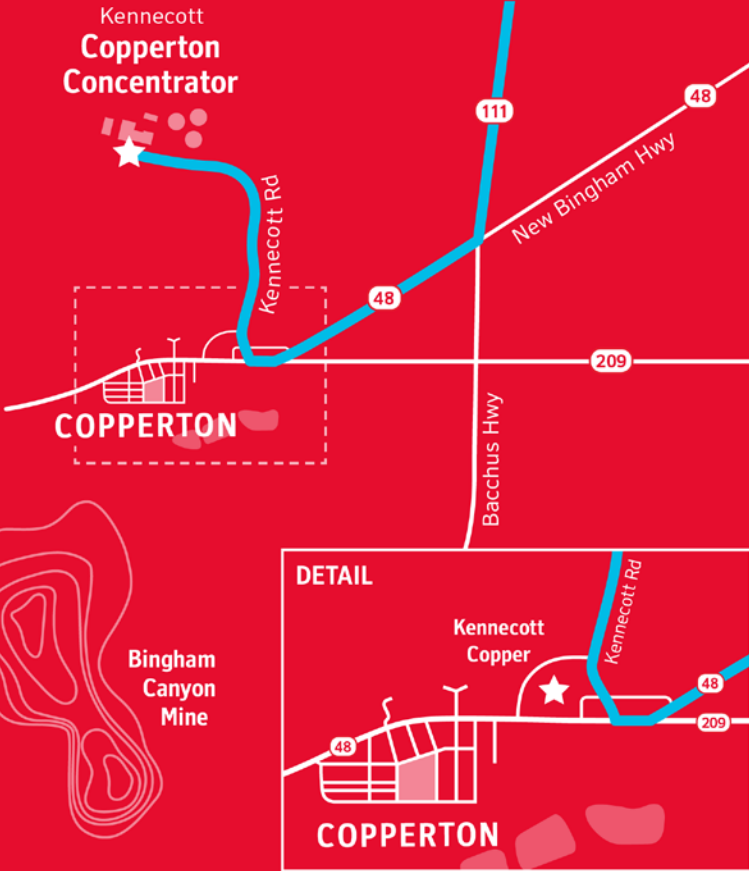 Kennecott
Copperton
Concentrator
111
48
New Bingham Hwy
Kennecott Rd
48
209
COPPERTON
Bacchus Hwy
DETAIL
Kennecott Rd
Kennecott
Copper
Bingham
Canyon
Mine
48
209
48
COPPERTON